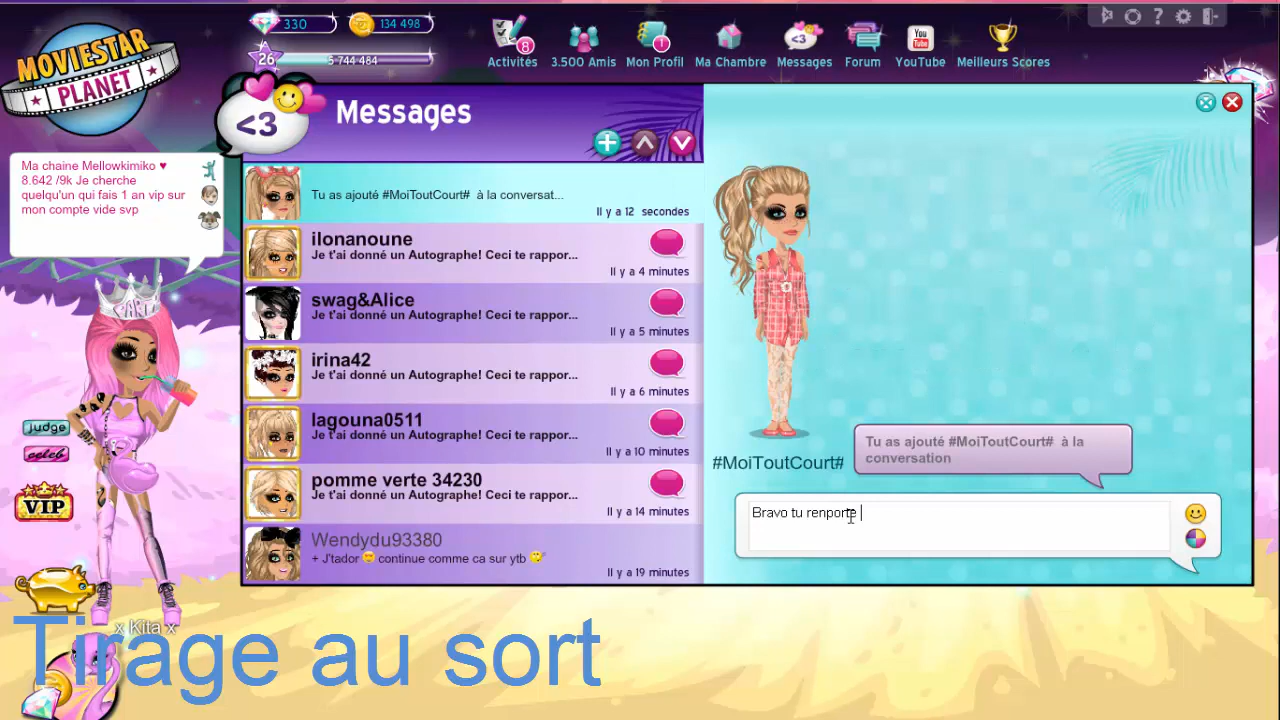 MOVIESTAR
PLANET
330
134 498
26
5 744 484
8
Activités
3.500 Amis
1
Mon Profil
Ma Chambre
<3
Messages
Forum
You
Tube
YouTube
Meilleurs Scores
<3
Messages
Ma chaine Mellowkimiko ♥
8.642 /9k Je cherche
quelqu'un qui fais 1 an vip sur
mon compte vide svp
Tu as ajouté #MoiToutCourt# à la conversat...
Il y a 12 secondes
ilonanoune
Je t'ai donné un Autographe! Ceci te rappor...
Il y a 4 minutes
swag&Alice
Je t'ai donné un Autographe! Ceci te rappor...
Il y a 5 minutes
irina42
Je t'ai donné un Autographe! Ceci te rappor...
Il y a 6 minutes
lagouna0511
Je t'ai donné un Autographe! Ceci te rappor...
Il y a 10 minutes
pomme verte 34230
Je t'ai donné un Autographe! Ceci te rappor...
Il y a 14 minutes
Wendydu93380
+ J'tador 😊 continue comme ca sur ytb
Il y a 19 minutes
#MoiToutCourt#
Tu as ajouté #MoiToutCourt# à la
conversation
Bravo tu renporte
judge
celeb
VIP
x Kita x
Tirage au sort